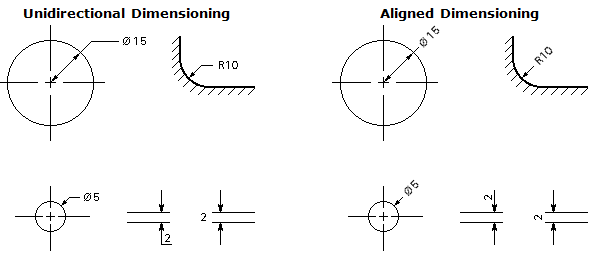 Unidirectional Dimensioning
Aligned Dimensioning
Ø15
R10
Ø15
R10
Ø5
2
2
Ø5
2
2